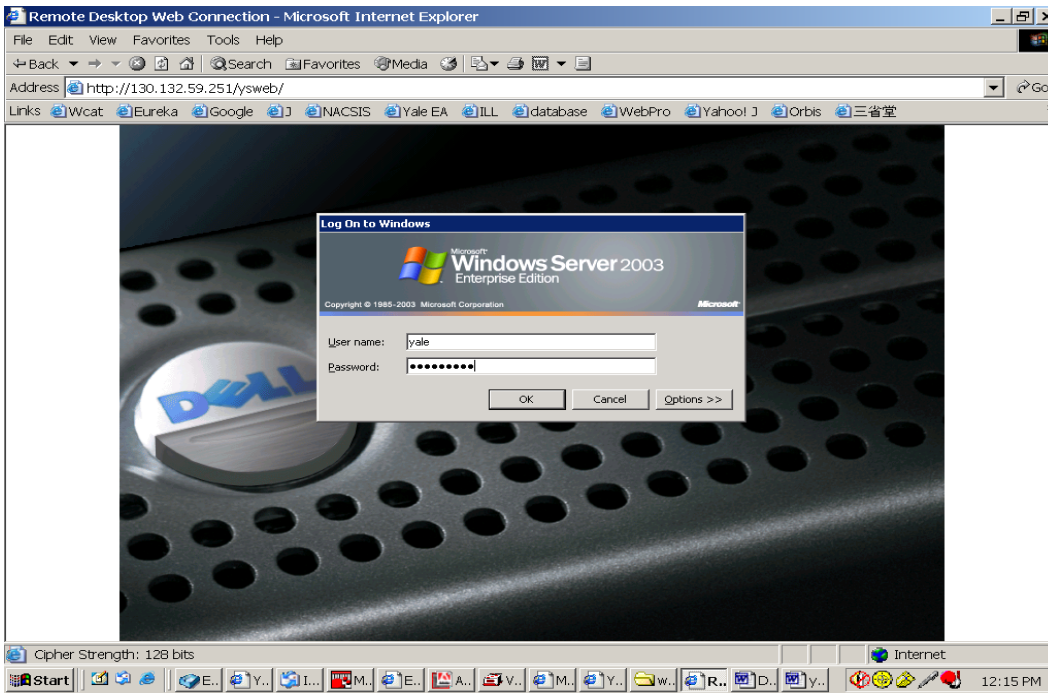 Remote Desktop Web Connection - Microsoft Internet Explorer
File Edit View Favorites Tools Help
Back Search Favorites Media
Address http://130.132.59.251/ysweb/ Go
Links Wcat Eureka Google J NACSIS Yale EA ILL database WebPro Yahoo! J Orbis 三省堂
Log On to Windows
Microsoft
Windows Server 2003
Enterprise Edition
Copyright © 1985-2003 Microsoft Corporation Microsoft
User name: yale
Password: •••••••••
OK Cancel Options >>
DELL
Cipher Strength: 128 bits Internet
Start E.. Y.. I... M.. E.. A.. V.. M.. Y.. w.. R.. D.. y.. 12:15 PM